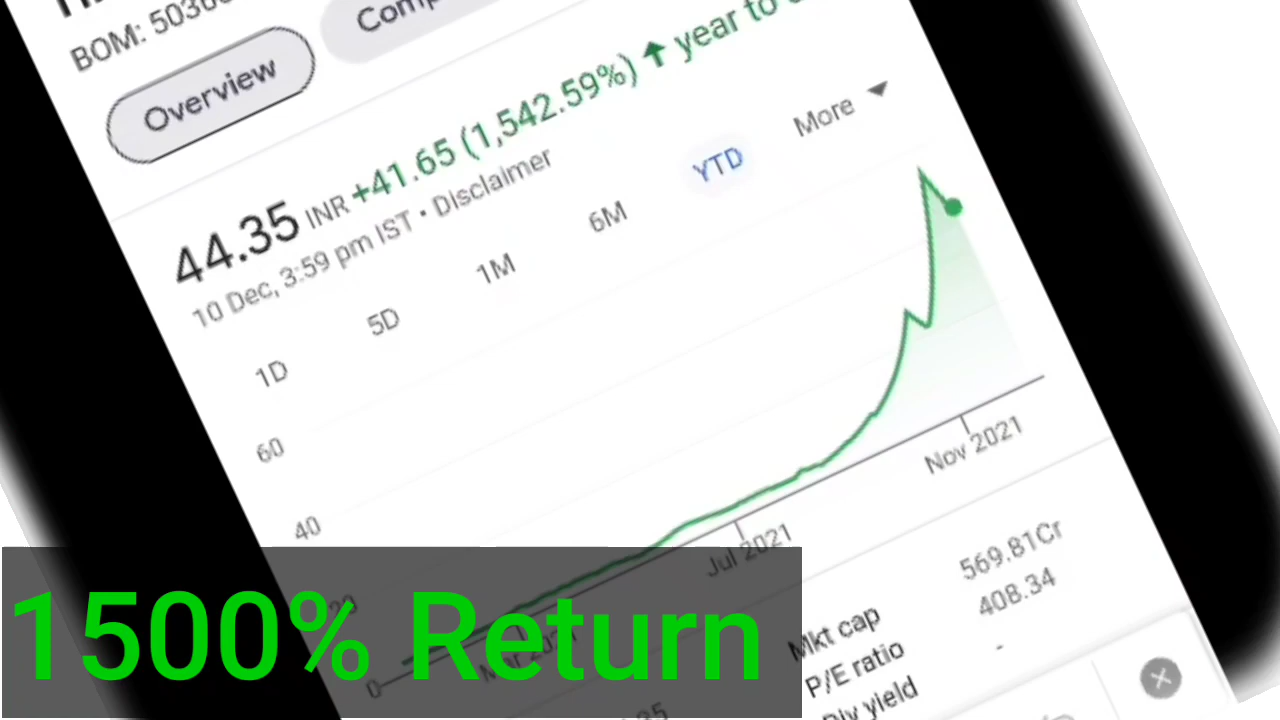 Overview
44.35 INR +41.65 (1,542.59%) ↑ year to
10 Dec, 3:59 pm IST • Disclaimer
1D 5D 1M 6M YTD More
60
40
0
Jul 2021 Nov 2021
Mkt cap 569.81Cr
P/E ratio 408.34
Div yield -
1500% Return